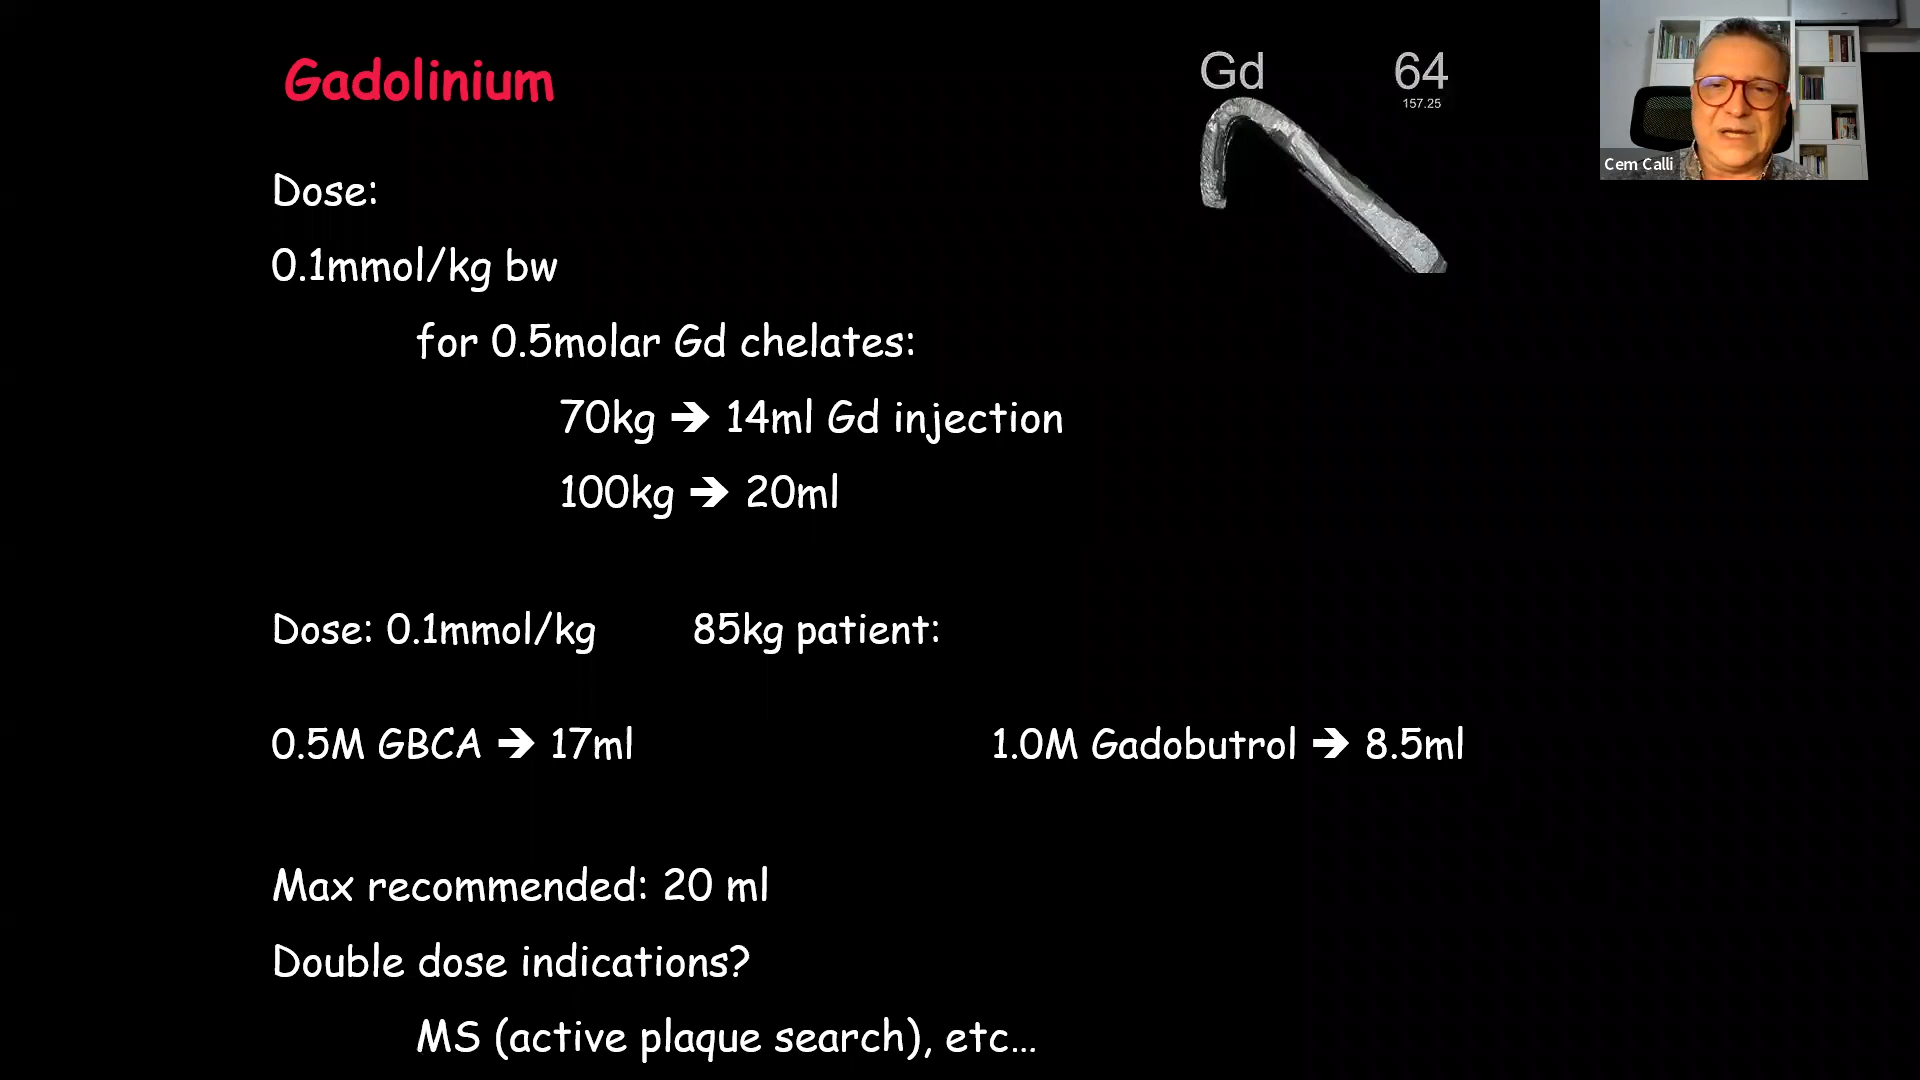 Gadolinium
Gd 64
157.25
Cem Calli
Dose:
0.1mmol/kg bw
for 0.5molar Gd chelates:
70kg ➔ 14ml Gd injection
100kg ➔ 20ml
Dose: 0.1mmol/kg 85kg patient:
0.5M GBCA ➔ 17ml 1.0M Gadobutrol ➔ 8.5ml
Max recommended: 20 ml
Double dose indications?
MS (active plaque search), etc...